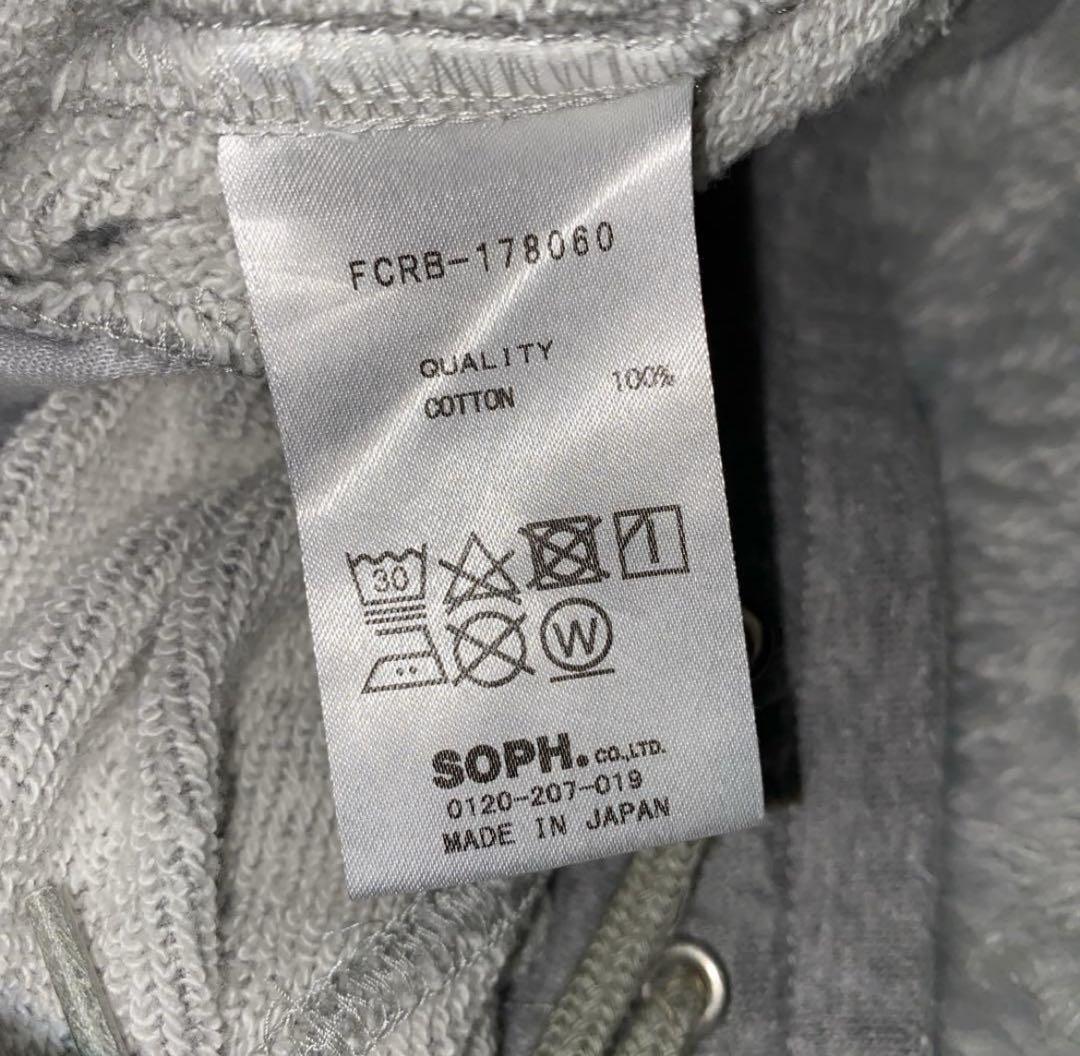 FCRB-178060
QUALITY
COTTON 100%
30
W
SOPH. CO.,LTD.
0120-207-019
MADE IN JAPAN